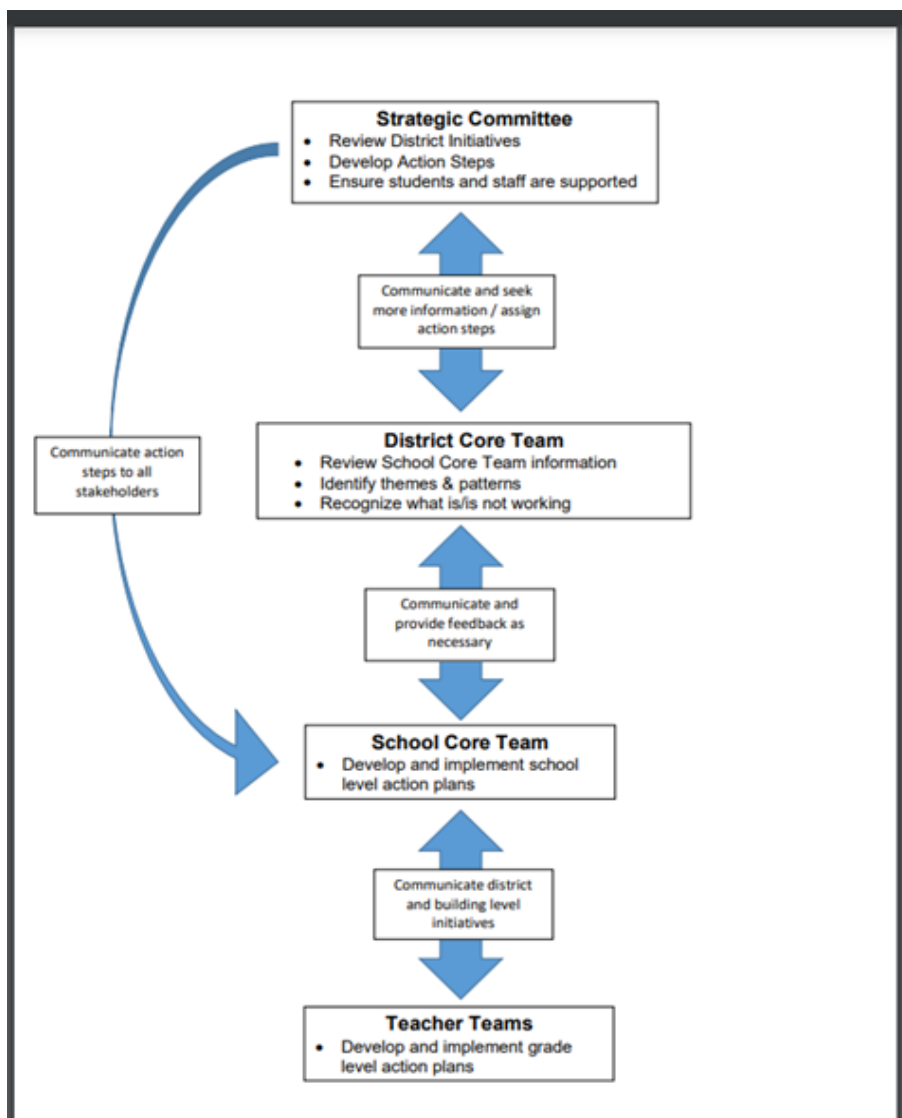 Strategic Committee
• Review District Initiatives
• Develop Action Steps
• Ensure students and staff are supported
Communicate and seek
more information / assign
action steps
District Core Team
• Review School Core Team information
• Identify themes & patterns
• Recognize what is/is not working
Communicate action
steps to all
stakeholders
Communicate and
provide feedback as
necessary
School Core Team
• Develop and implement school
level action plans
Communicate district
and building level
initiatives
Teacher Teams
• Develop and implement grade
level action plans